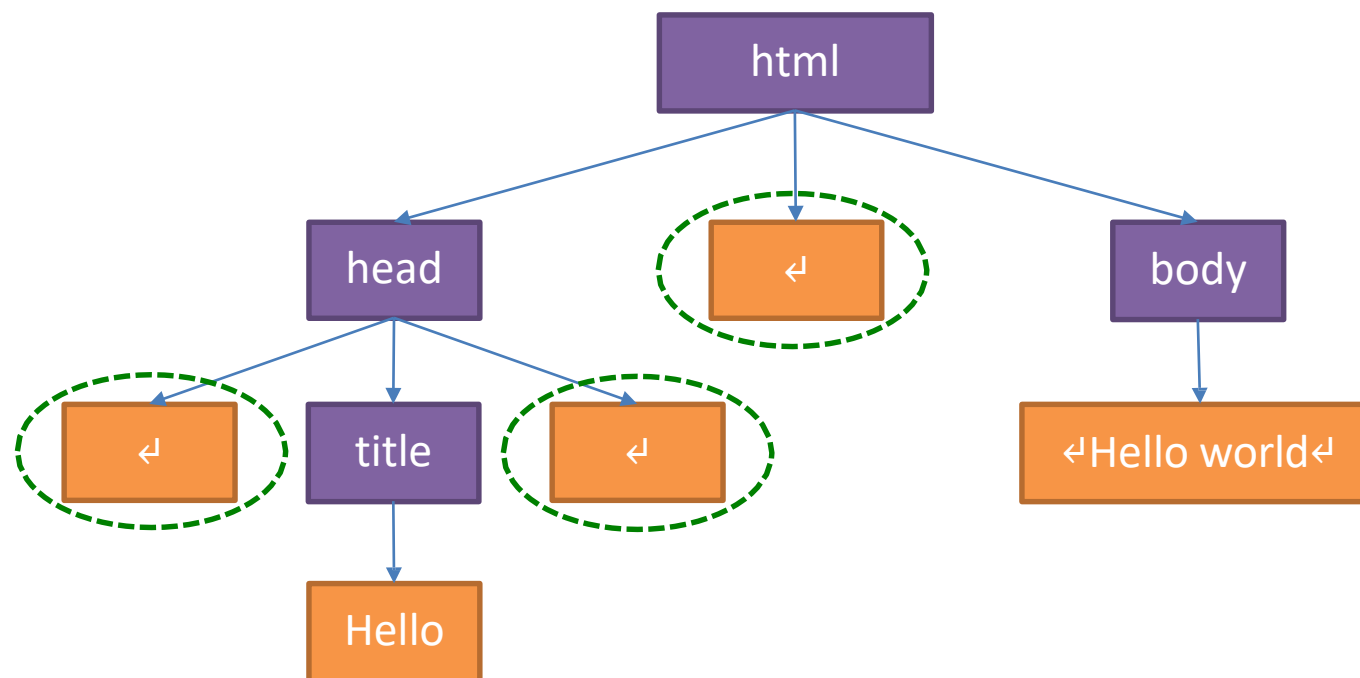 html
head
↵
body
↵
title
↵
↵Hello world↵
Hello